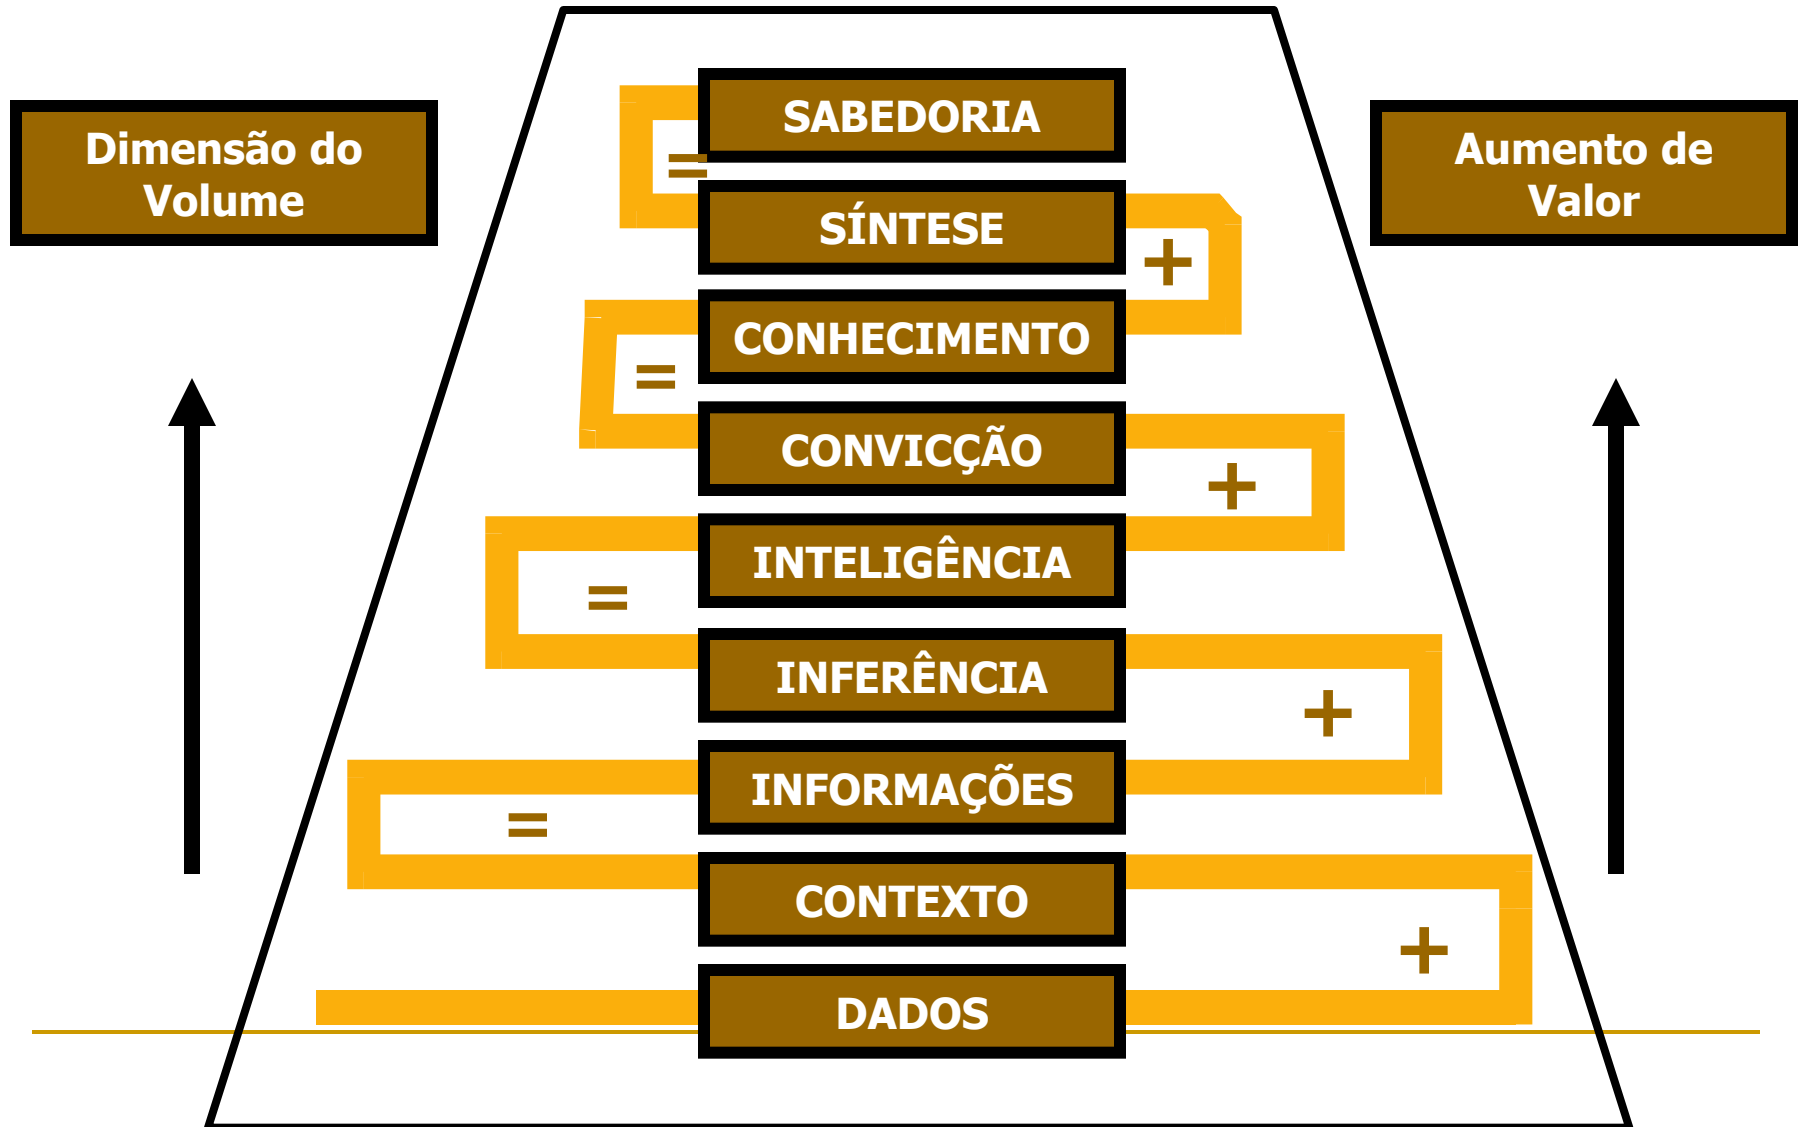 Dimensão do
Volume
Aumento de
Valor
SABEDORIA
=
SÍNTESE
+
CONHECIMENTO
=
CONVICÇÃO
+
INTELIGÊNCIA
=
INFERÊNCIA
+
INFORMAÇÕES
=
CONTEXTO
+
DADOS